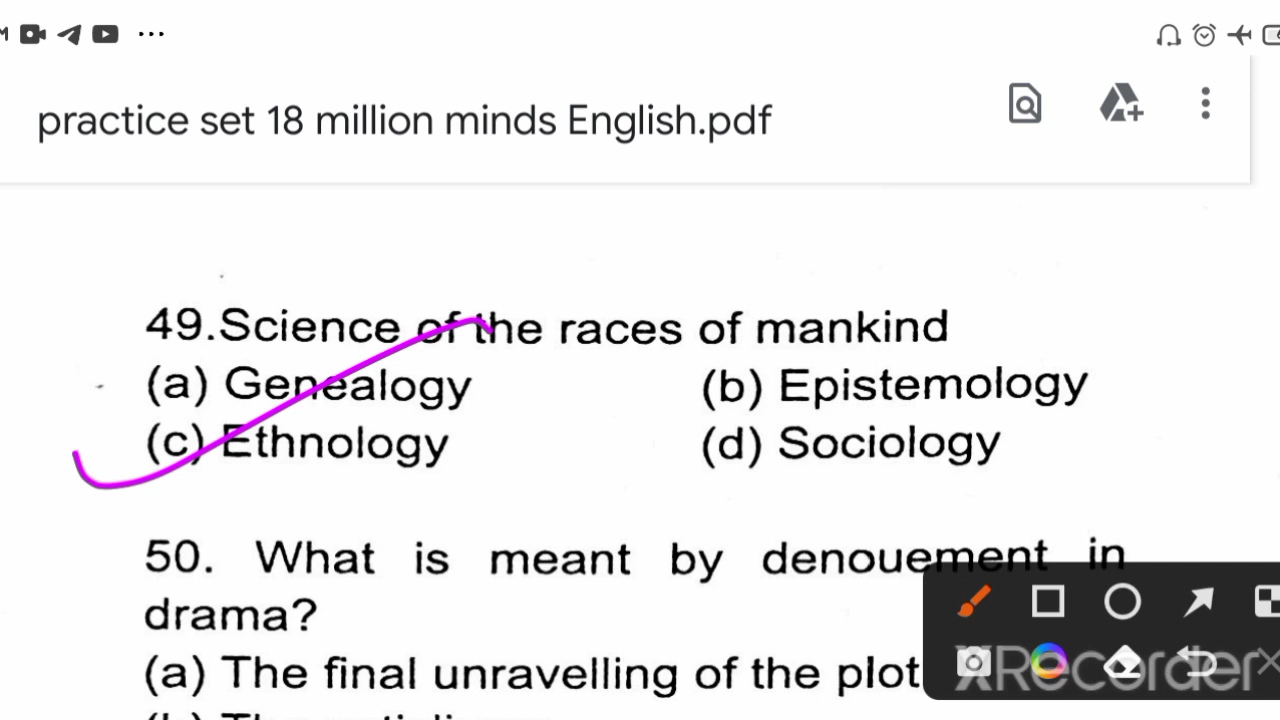 practice set 18 million minds English.pdf
49.Science of the races of mankind
(a) Genealogy (b) Epistemology
(c) Ethnology (d) Sociology
50. What is meant by denouement in
drama?
(a) The final unravelling of the plot
XRecorder